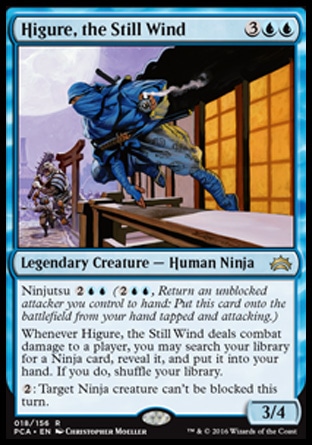 Higure, the Still Wind 3
Legendary Creature — Human Ninja
Ninjutsu 2 (2, Return an unblocked
attacker you control to hand: Put this card onto the
battlefield from your hand tapped and attacking.)
Whenever Higure, the Still Wind deals combat
damage to a player, you may search your library
for a Ninja card, reveal it, and put it into your
hand. If you do, shuffle your library.
2: Target Ninja creature can't be blocked this
turn.
3/4
018/156 R
PCA • EN Christopher Moeller
™ & © 2016 Wizards of the Coast